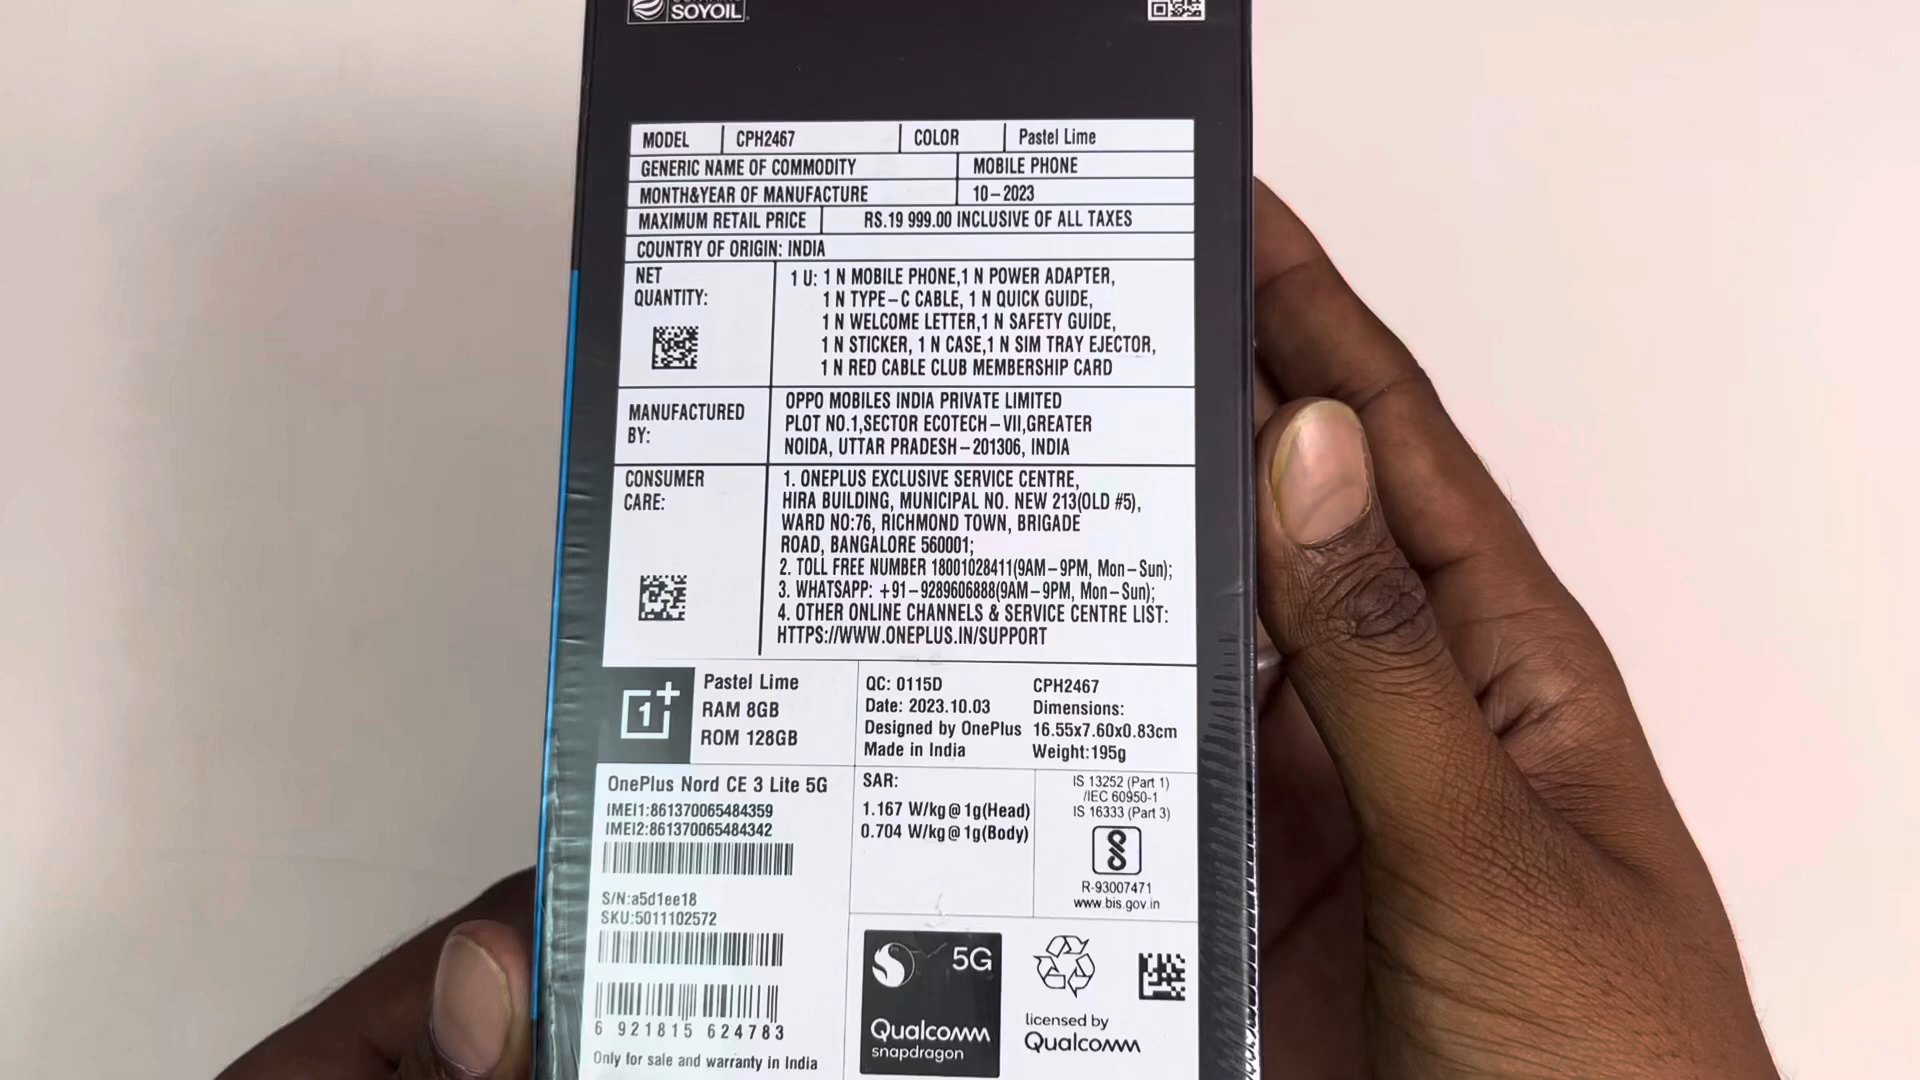 SOYOIL
MODEL CPH2467 COLOR Pastel Lime
GENERIC NAME OF COMMODITY MOBILE PHONE
MONTH&YEAR OF MANUFACTURE 10-2023
MAXIMUM RETAIL PRICE RS.19 999.00 INCLUSIVE OF ALL TAXES
COUNTRY OF ORIGIN: INDIA
NET
QUANTITY:
1 U: 1 N MOBILE PHONE,1 N POWER ADAPTER,
1 N TYPE-C CABLE, 1 N QUICK GUIDE,
1 N WELCOME LETTER,1 N SAFETY GUIDE,
1 N STICKER, 1 N CASE,1 N SIM TRAY EJECTOR,
1 N RED CABLE CLUB MEMBERSHIP CARD
MANUFACTURED
BY:
OPPO MOBILES INDIA PRIVATE LIMITED
PLOT NO.1,SECTOR ECOTECH-VII,GREATER
NOIDA, UTTAR PRADESH-201306, INDIA
CONSUMER
CARE:
1. ONEPLUS EXCLUSIVE SERVICE CENTRE,
HIRA BUILDING, MUNICIPAL NO. NEW 213(OLD #5),
WARD NO:76, RICHMOND TOWN, BRIGADE
ROAD, BANGALORE 560001;
2. TOLL FREE NUMBER 18001028411(9AM-9PM, Mon-Sun);
3. WHATSAPP: +91-9289606888(9AM-9PM, Mon-Sun);
4. OTHER ONLINE CHANNELS & SERVICE CENTRE LIST:
HTTPS://WWW.ONEPLUS.IN/SUPPORT
1+
Pastel Lime
RAM 8GB
ROM 128GB
QC: 0115D
Date: 2023.10.03
Designed by OnePlus
Made in India
CPH2467
Dimensions:
16.55x7.60x0.83cm
Weight:195g
OnePlus Nord CE 3 Lite 5G
IMEI1:861370065484359
IMEI2:861370065484342
S/N:a5d1ee18
SKU:5011102572
6 921815 624783
Only for sale and warranty in India
SAR:
1.167 W/kg@1g(Head)
0.704 W/kg@1g(Body)
IS 13252 (Part 1)
/IEC 60950-1
IS 16333 (Part 3)
R-93007471
www.bis.gov.in
5G
Qualcomm
snapdragon
licensed by
Qualcomm